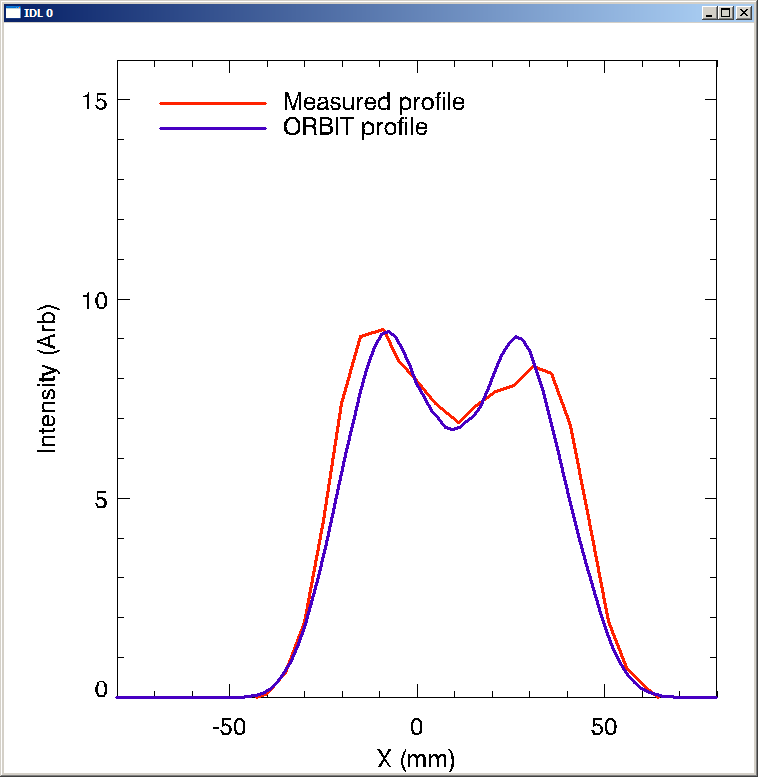 IDL 0
Measured profile
ORBIT profile
15
10
5
0
Intensity (Arb)
-50
0
50
X (mm)